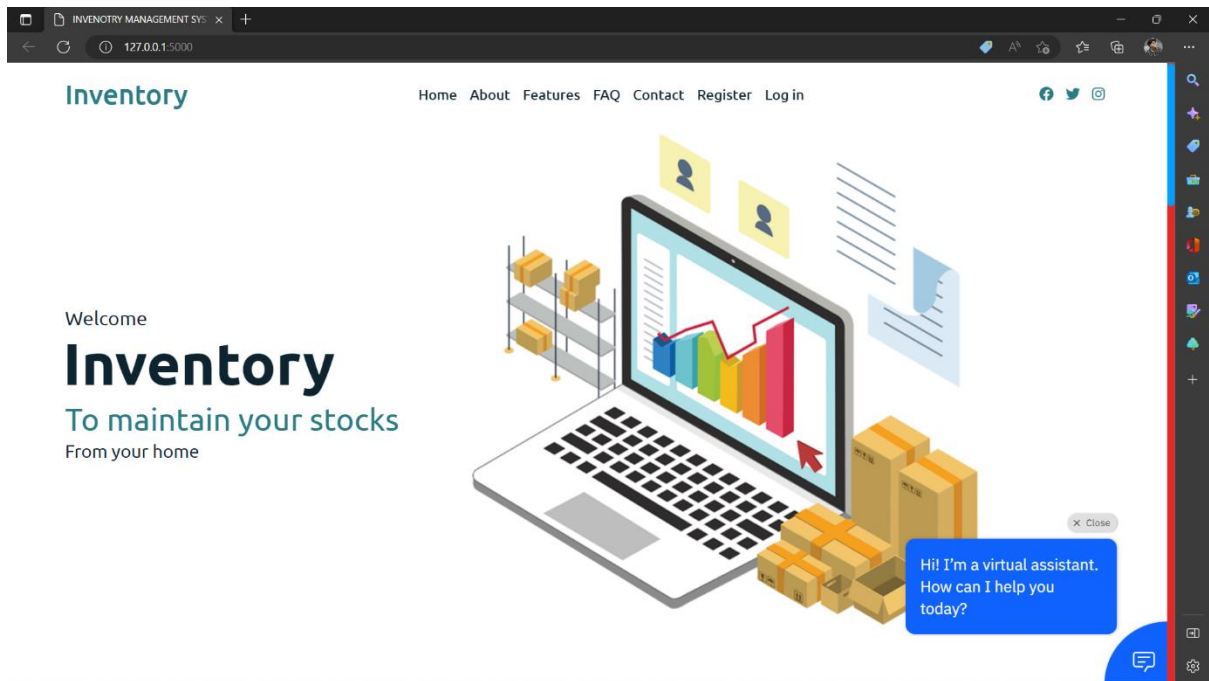 INVENOTRY MANAGEMENT SYS
127.0.0.1:5000
Inventory
Home About Features FAQ Contact Register Log in
Welcome
Inventory
To maintain your stocks
From your home
× Close
Hi! I'm a virtual assistant.
How can I help you
today?